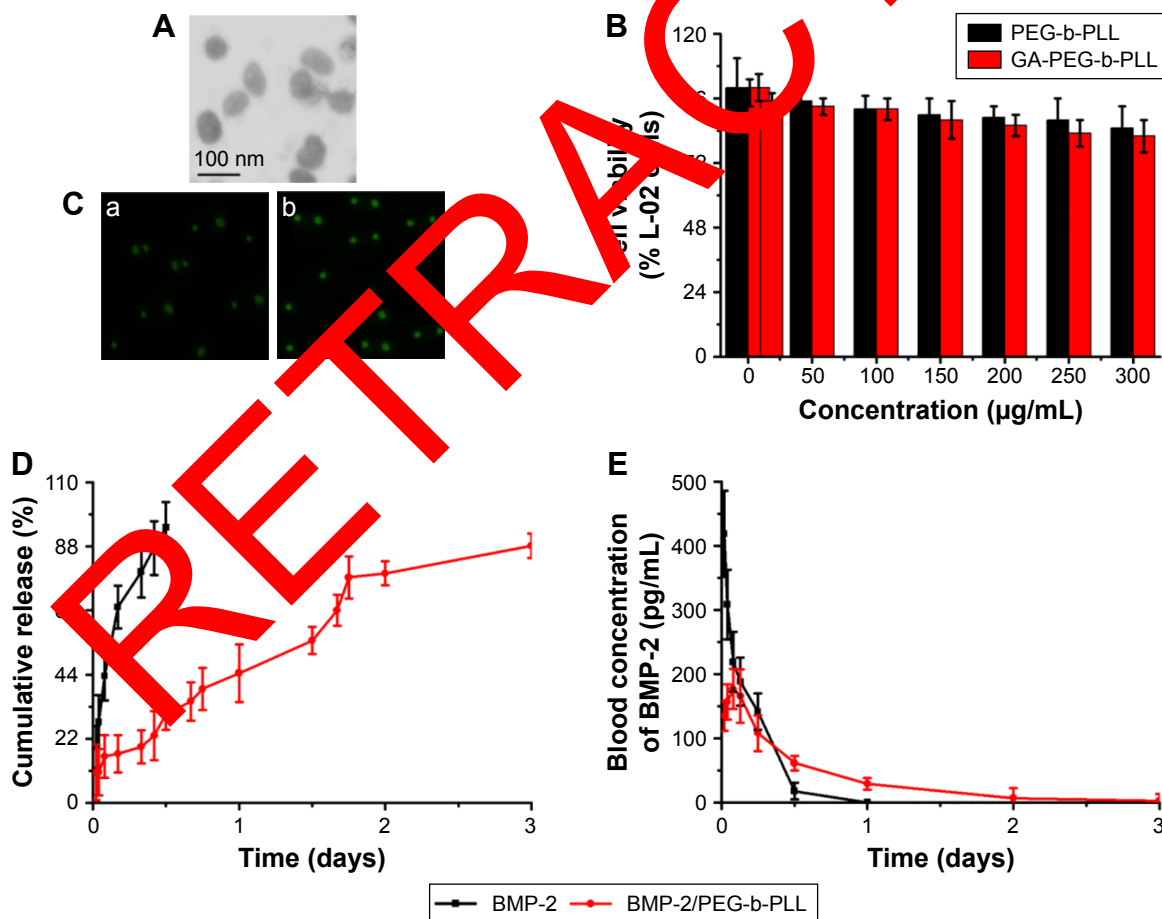 A
100 nm
B
PEG-b-PLL
GA-PEG-b-PLL
120
48
24
0
(% L-02
0 50 100 150 200 250 300
Concentration (µg/mL)
C
a
b
D
110
88
44
22
0
Cumulative release (%)
0 1 2 3
Time (days)
E
500
400
300
200
100
0
Blood concentration
of BMP-2 (pg/mL)
0 1 2 3
Time (days)
BMP-2 BMP-2/PEG-b-PLL
RETRAC